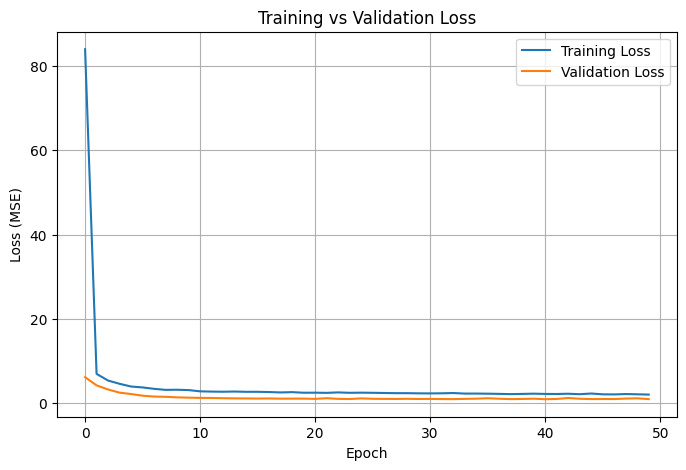 Training vs Validation Loss
Training Loss
Validation Loss
80
60
40
20
0
Loss (MSE)
0 10 20 30 40 50
Epoch